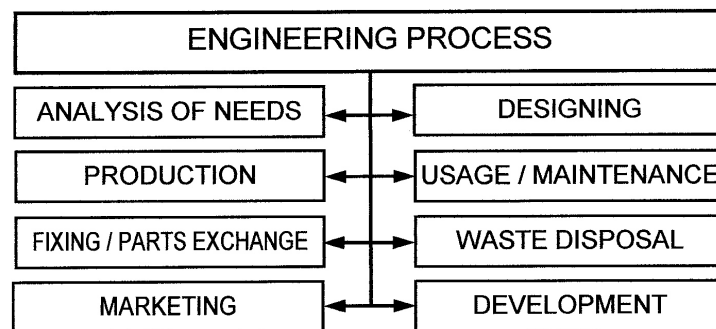 ENGINEERING PROCESS
ANALYSIS OF NEEDS
DESIGNING
PRODUCTION
USAGE / MAINTENANCE
FIXING / PARTS EXCHANGE
WASTE DISPOSAL
MARKETING
DEVELOPMENT